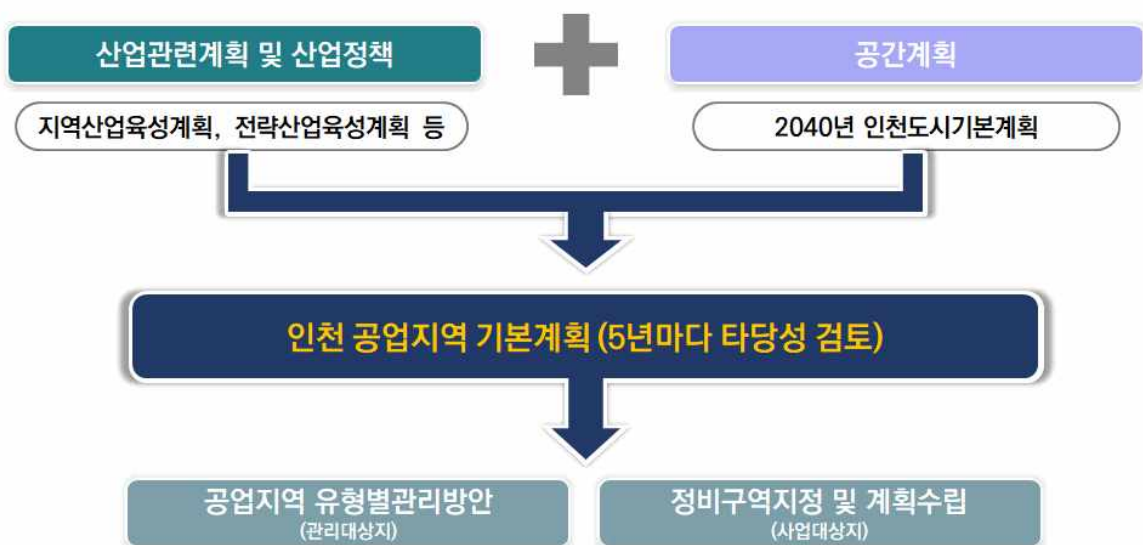 산업관련계획 및 산업정책
공간계획
지역산업육성계획, 전략산업육성계획 등
2040년 인천도시기본계획
인천 공업지역 기본계획 (5년마다 타당성 검토)
공업지역 유형별관리방안
(관리대상지)
정비구역지정 및 계획수립
(사업대상지)